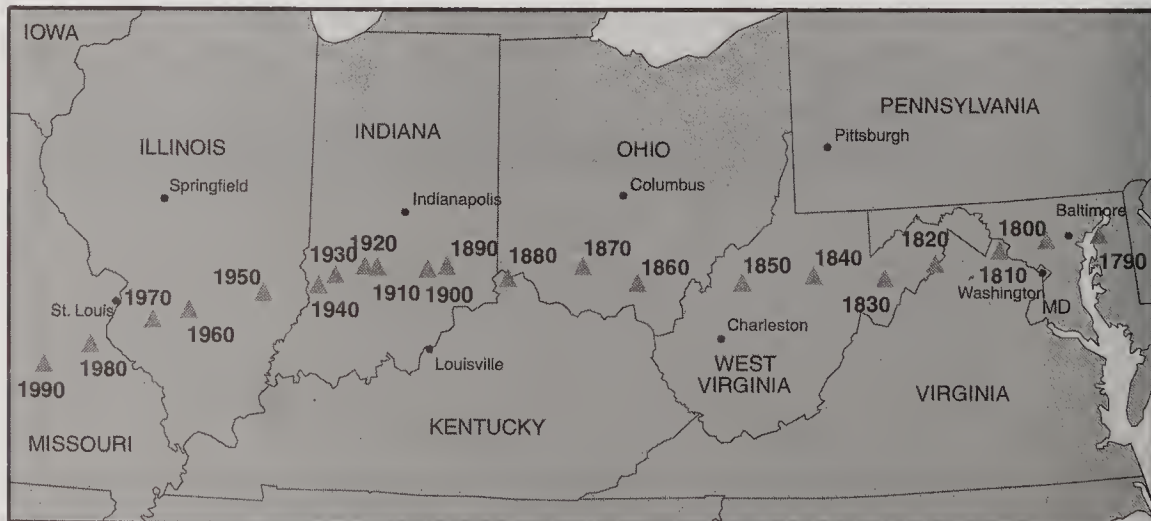 IOWA
ILLINOIS
Springfield
INDIANA
Indianapolis
OHIO
Columbus
PENNSYLVANIA
Pittsburgh
Baltimore
1990
1980
1970
St. Louis
1960
1950
1940
1930
1920
1910
1900
1890
1880
1870
1860
1850
1840
1830
1820
1810
1800
1790
Washington
MD
Louisville
Charleston
WEST
VIRGINIA
VIRGINIA
KENTUCKY
MISSOURI